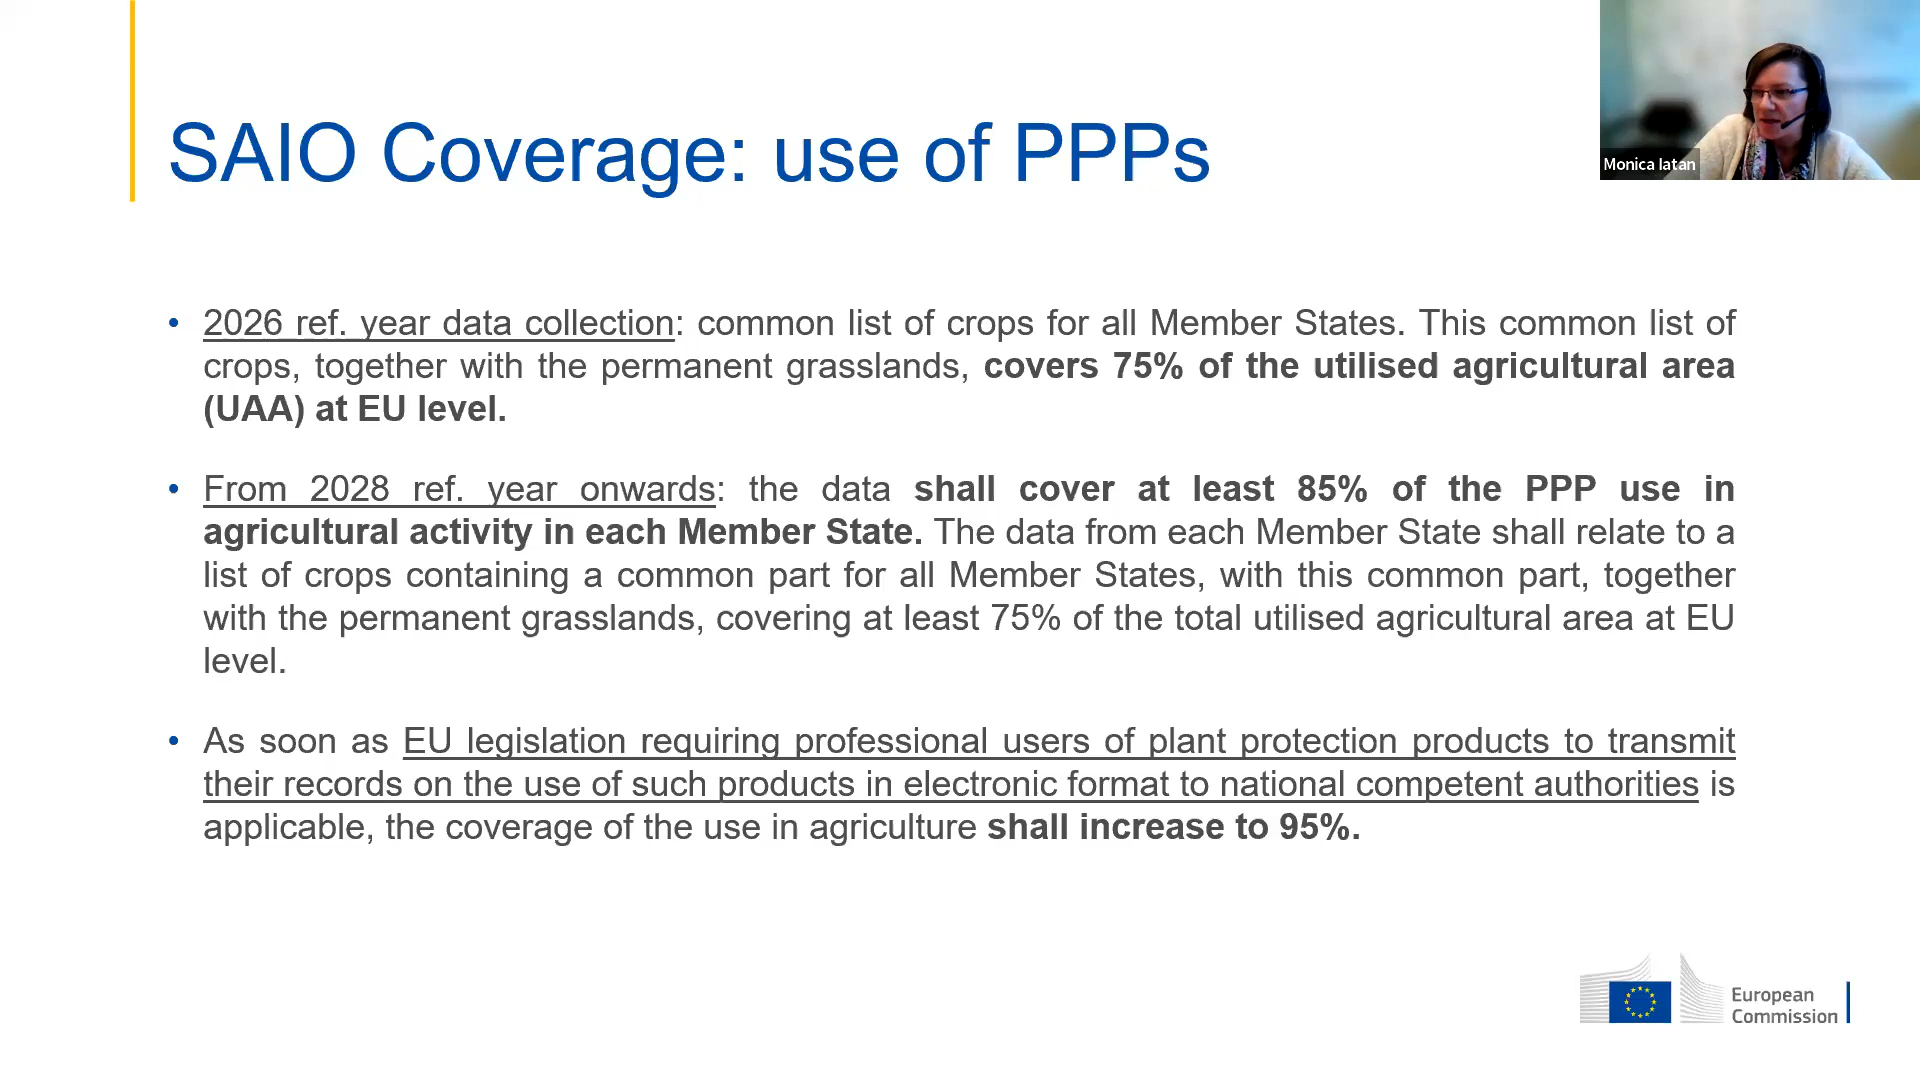 SAIO Coverage: use of PPPs
Monica Iatan
• 2026 ref. year data collection: common list of crops for all Member States. This common list of
crops, together with the permanent grasslands, covers 75% of the utilised agricultural area
(UAA) at EU level.
• From 2028 ref. year onwards: the data shall cover at least 85% of the PPP use in
agricultural activity in each Member State. The data from each Member State shall relate to a
list of crops containing a common part for all Member States, with this common part, together
with the permanent grasslands, covering at least 75% of the total utilised agricultural area at EU
level.
• As soon as EU legislation requiring professional users of plant protection products to transmit
their records on the use of such products in electronic format to national competent authorities is
applicable, the coverage of the use in agriculture shall increase to 95%.
European
Commission